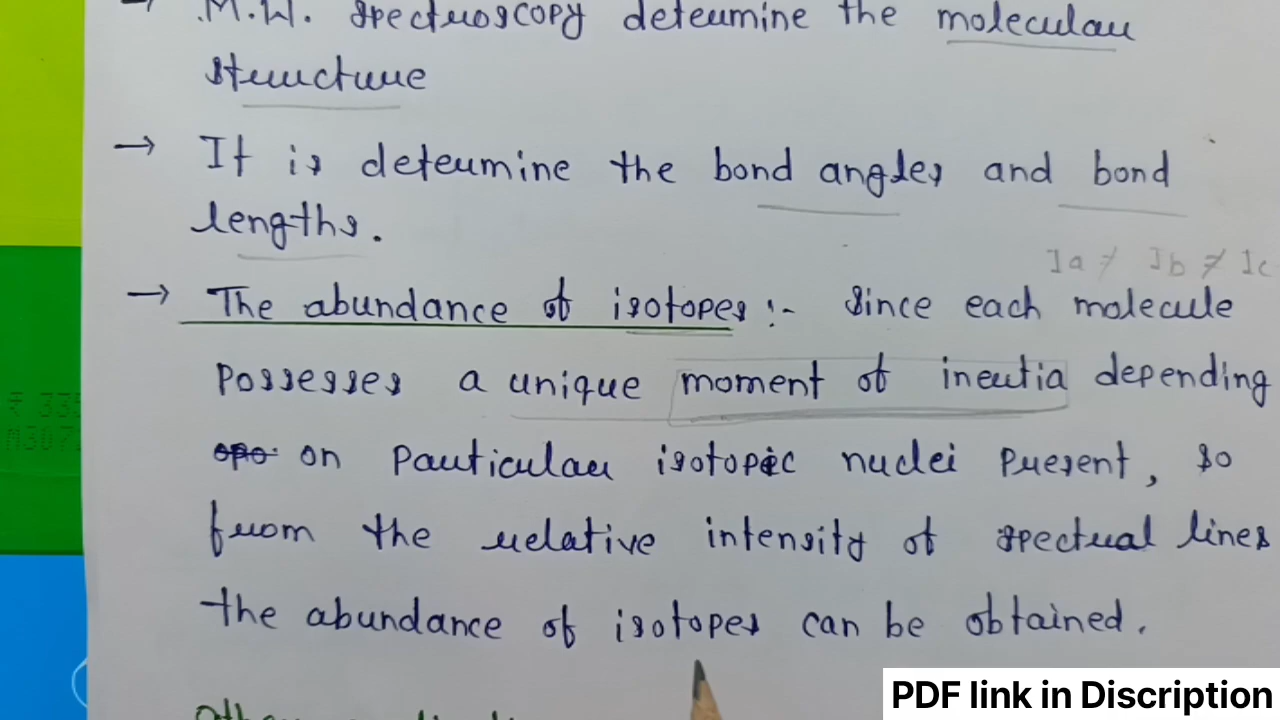 → M.W. spectroscopy determine the molecular
structure
→ It is determine the bond angles and bond
lengths.
Ia ≠ Ib ≠ Ic
→ The abundance of isotopes :- Since each molecule
possesses a unique moment of inertia depending
on particular isotopic nuclei present, so
from the relative intensity of spectral lines
the abundance of isotopes can be obtained.
PDF link in Discription